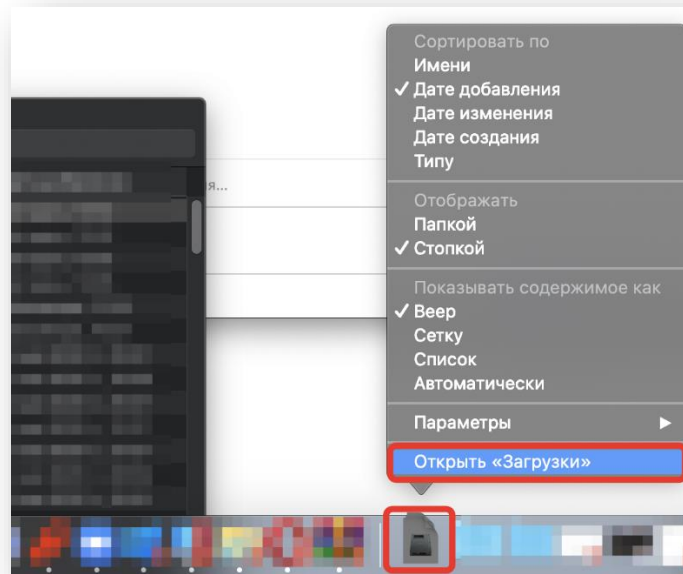 Сортировать по
Имени
✓ Дате добавления
Дате изменения
Дате создания
Типу
Отображать
Папкой
✓ Стопкой
Показывать содержимое как
✓ Веер
Сетку
Список
Автоматически
Параметры ▶
Открыть «Загрузки»
я...